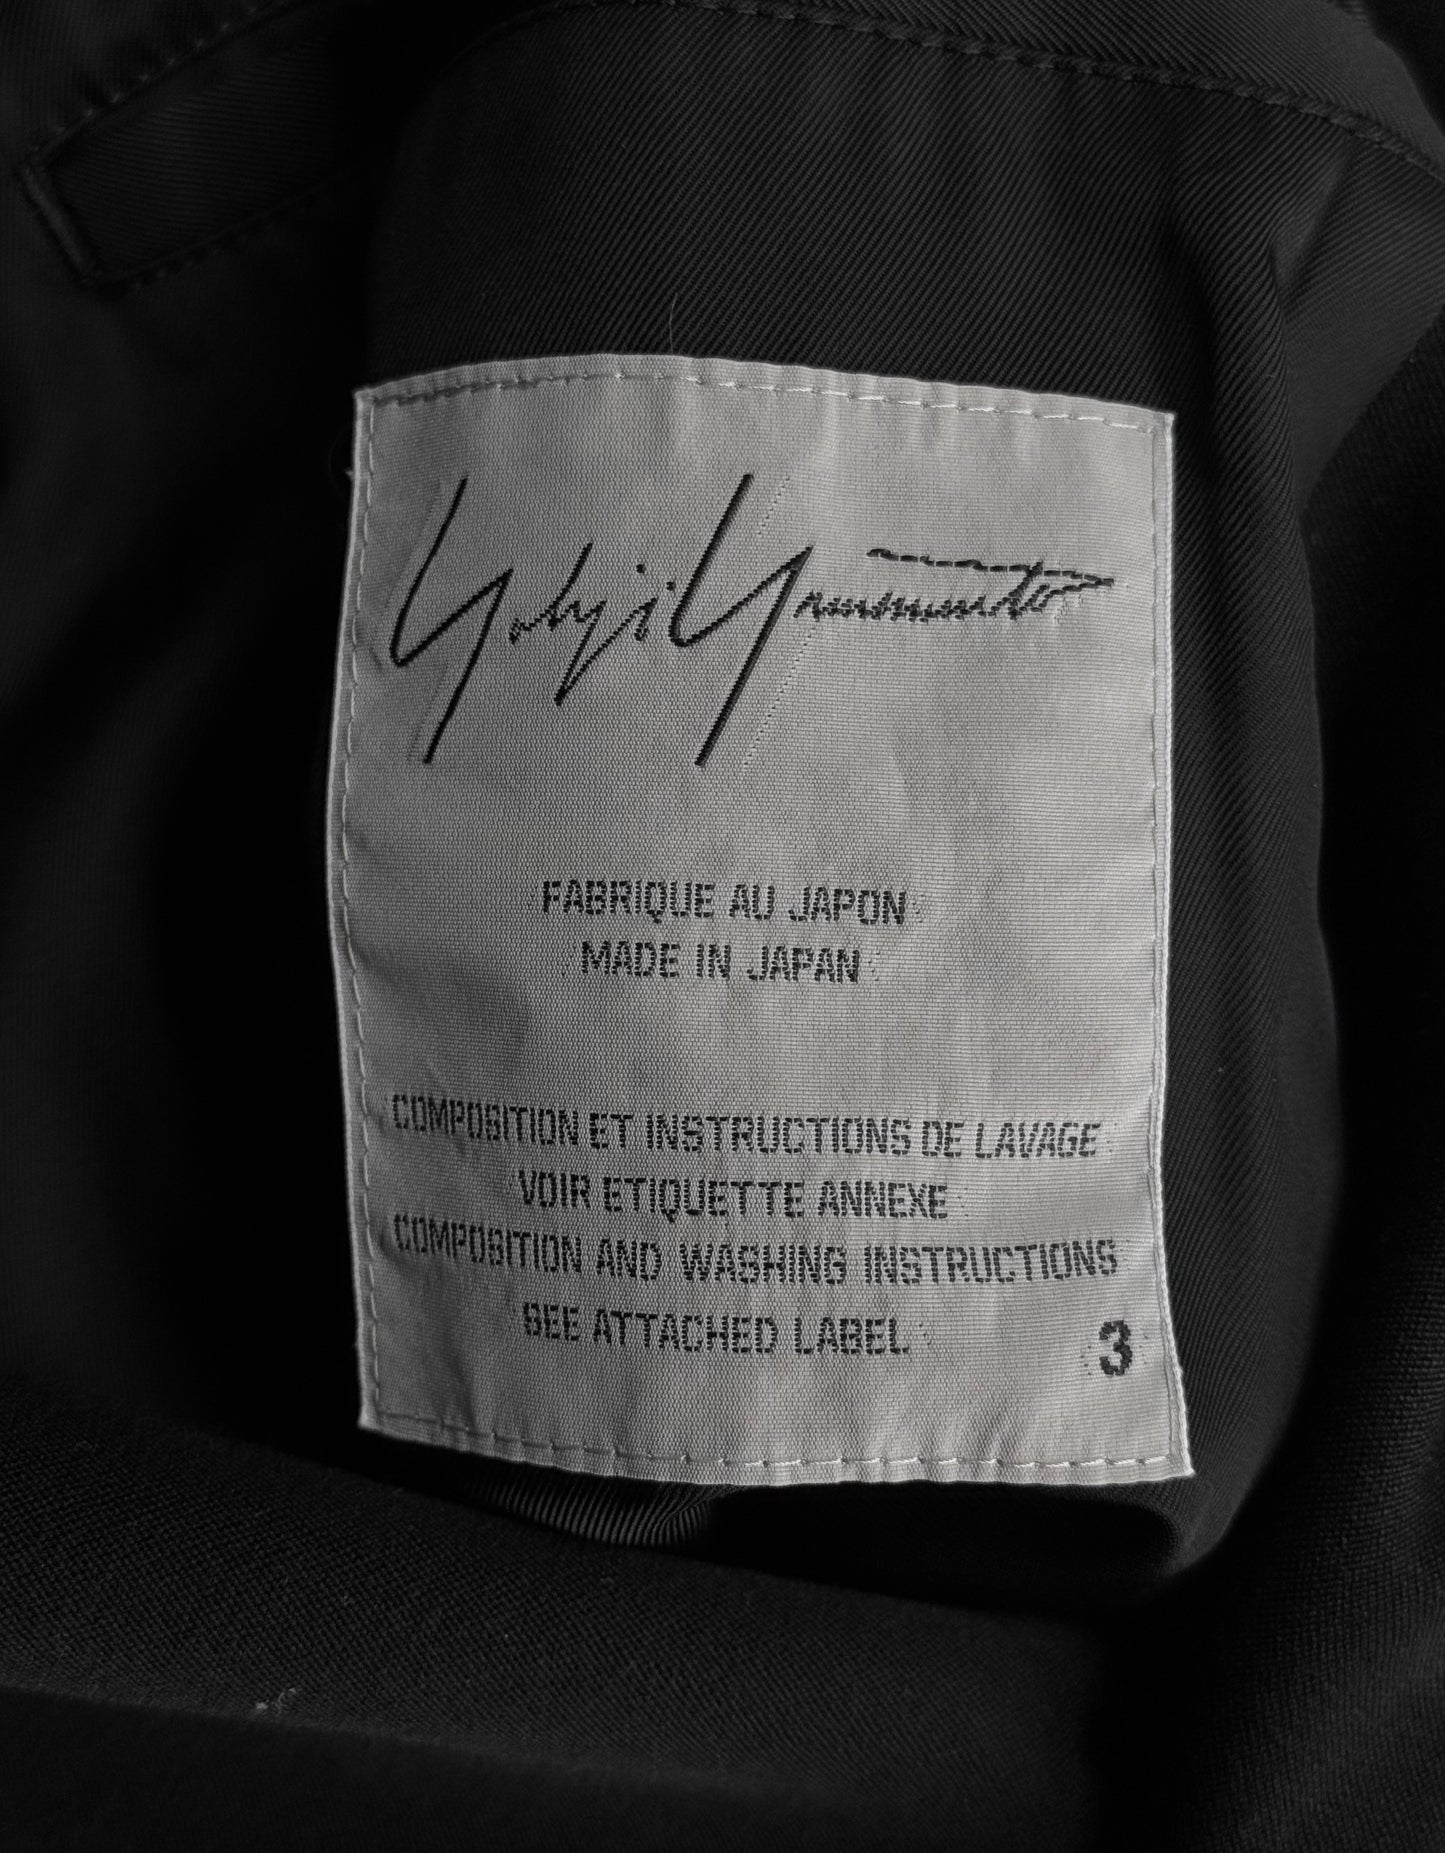 Yohji Yamamoto
FABRIQUE AU JAPON
MADE IN JAPAN
COMPOSITION ET INSTRUCTIONS DE LAVAGE
VOIR ETIQUETTE ANNEXE
COMPOSITION AND WASHING INSTRUCTIONS
SEE ATTACHED LABEL
3